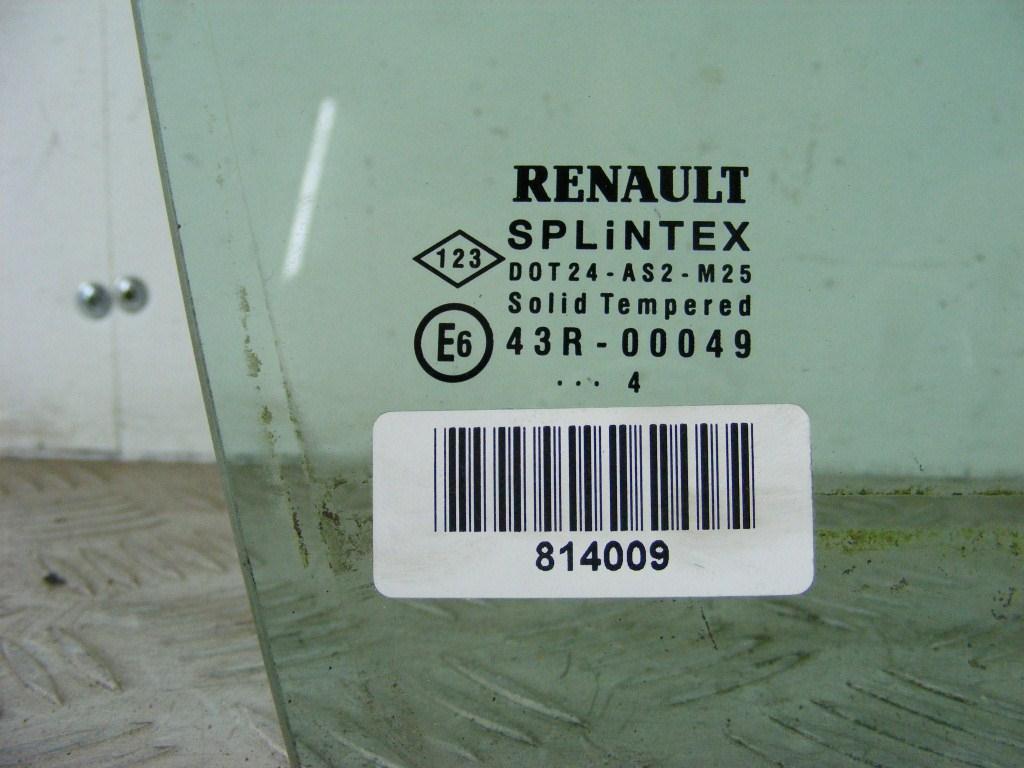 RENAULT
SPLiNTEX
123
DOT24-AS2-M25
Solid Tempered
E6 43R-00049
... 4
814009